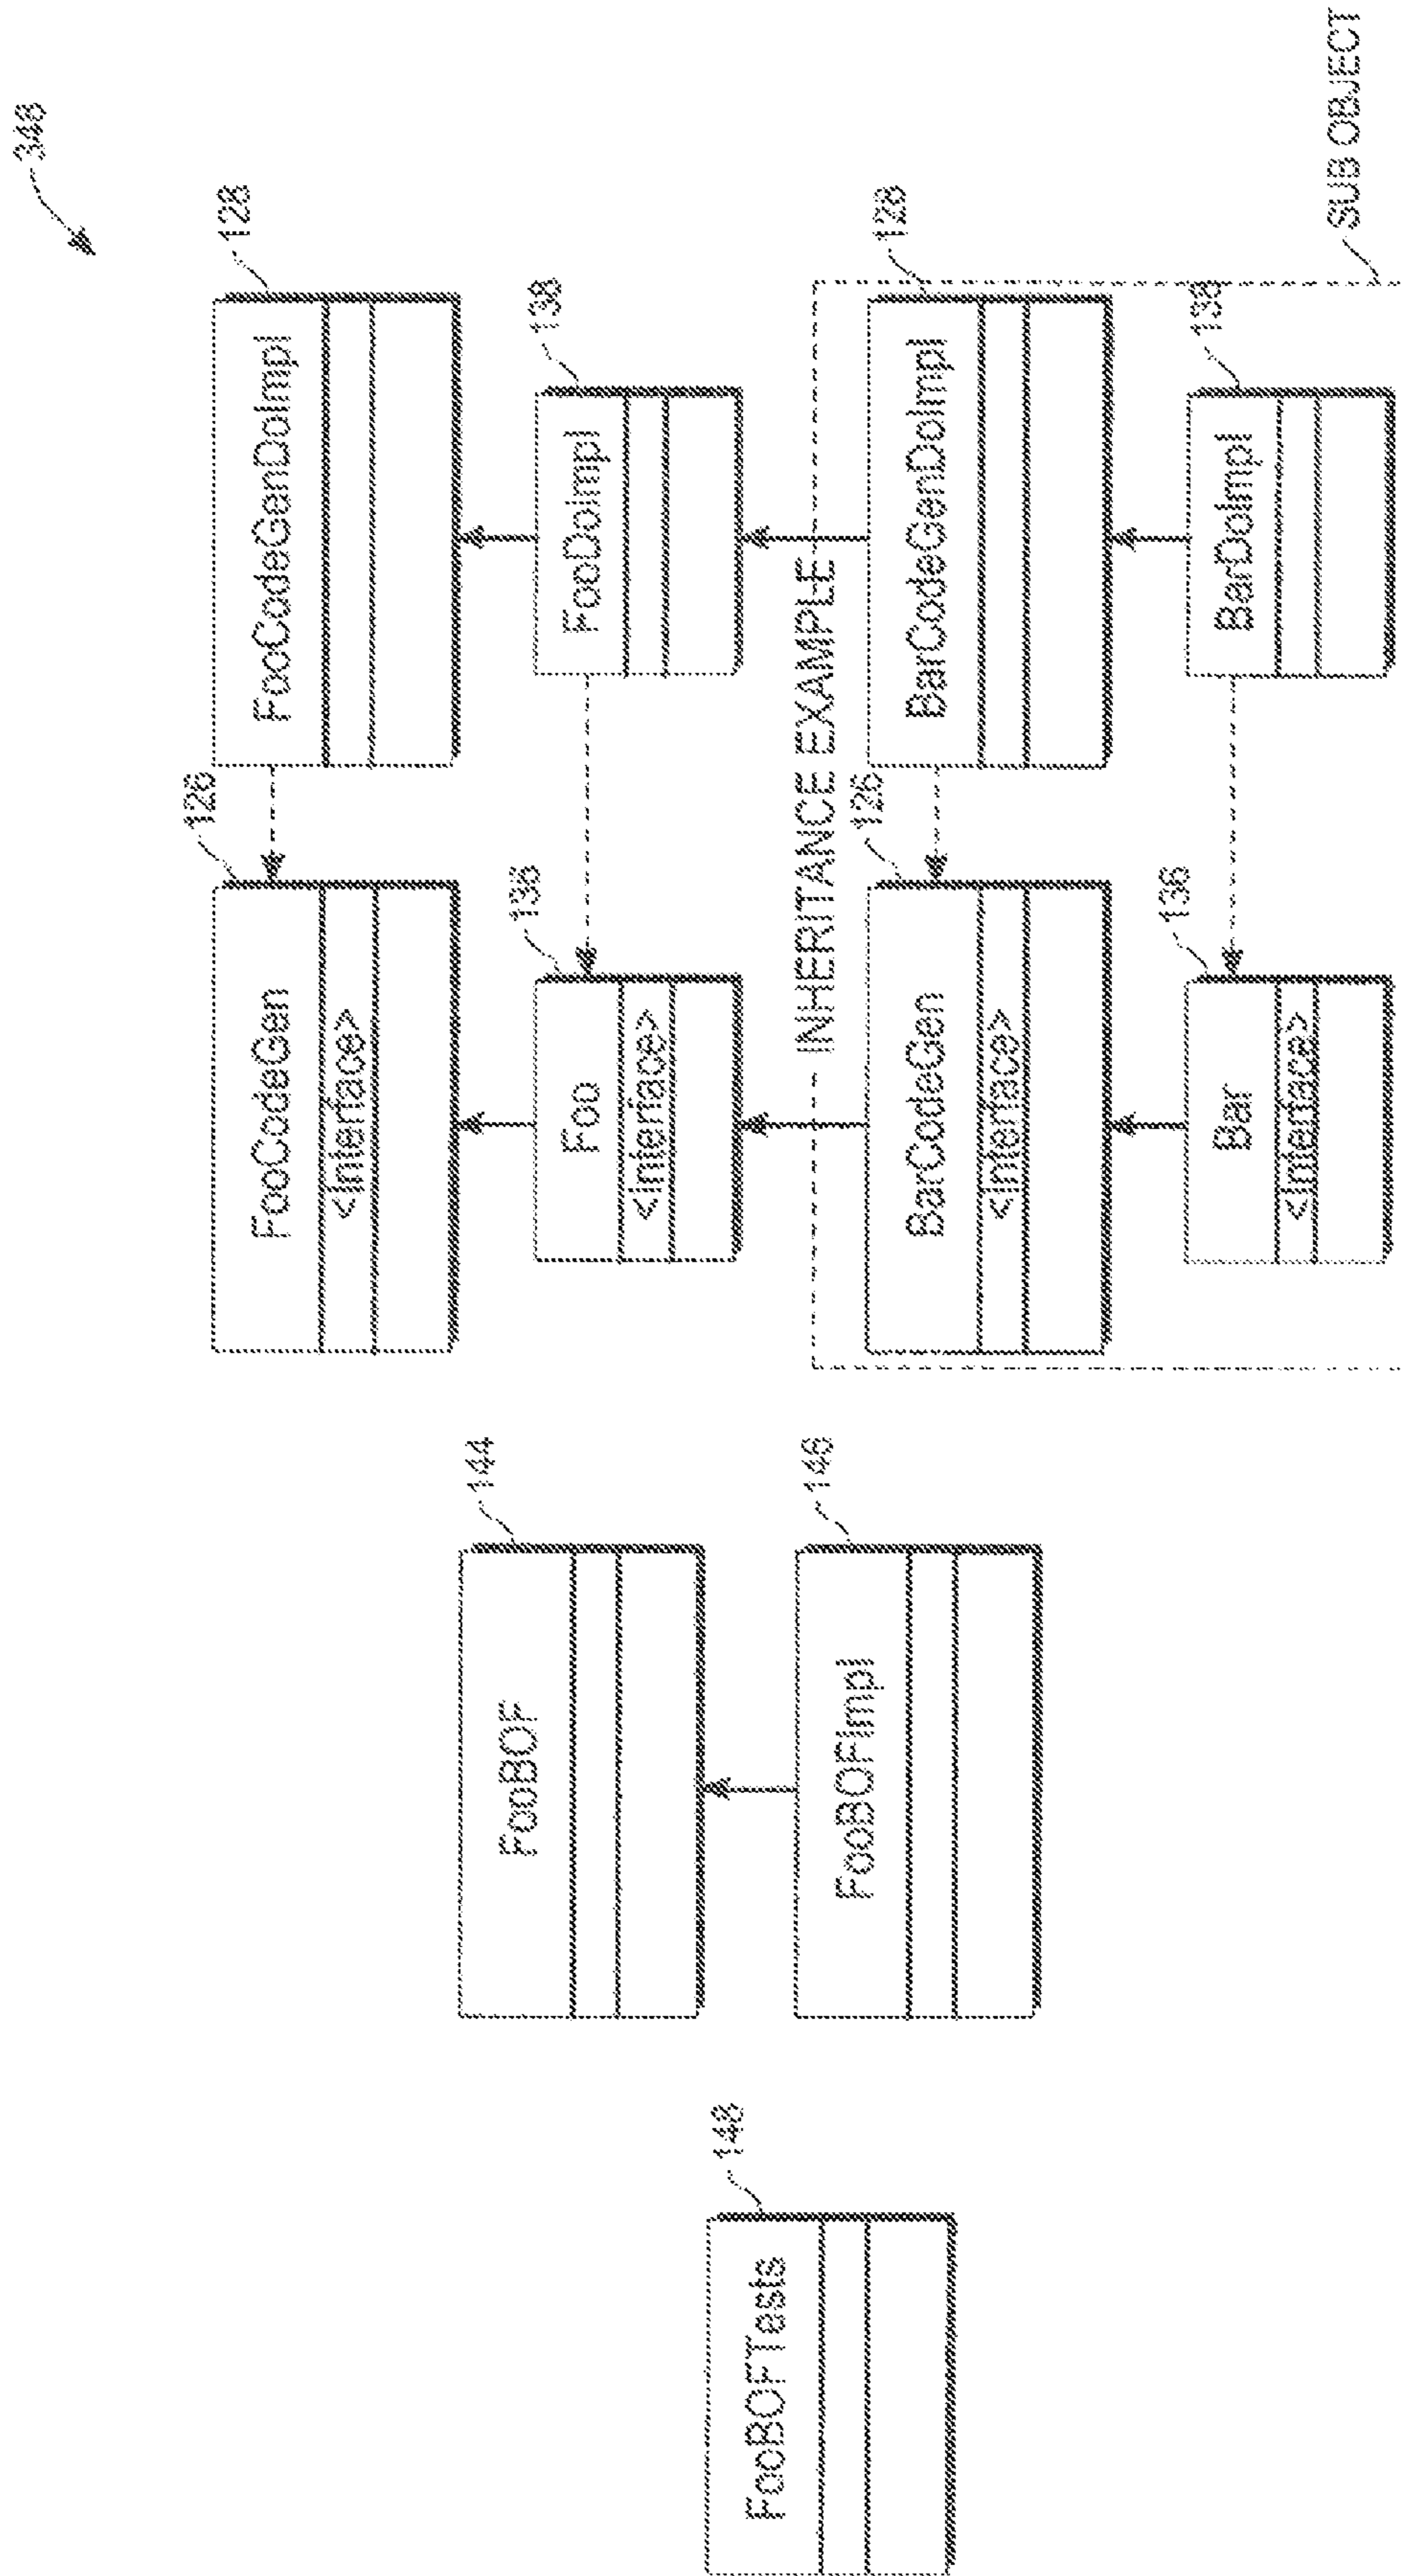 348
FooBOFTests
148
FooBOF
144
FooBOFImpl
146
FooCodeGen
<Interface>
126
FooCodeGenDoImpl
128
Foo
<Interface>
136
FooDoImpl
138
INHERITANCE EXAMPLE
BarCodeGen
<Interface>
126
BarCodeGenDoImpl
128
Bar
<Interface>
136
BarDoImpl
138
SUB OBJECT